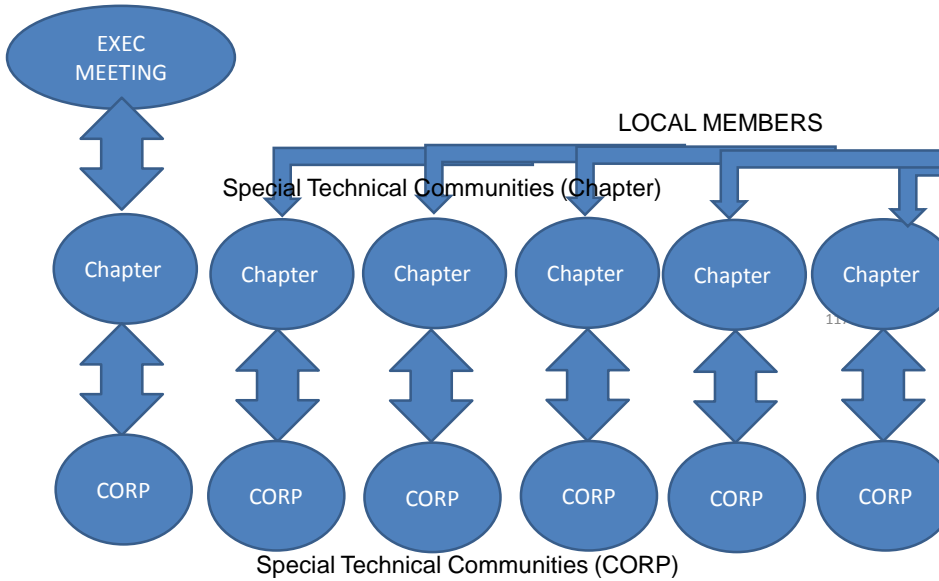 EXEC
MEETING
LOCAL MEMBERS
Special Technical Communities (Chapter)
Chapter
Chapter
Chapter
Chapter
Chapter
Chapter
CORP
CORP
CORP
CORP
CORP
CORP
Special Technical Communities (CORP)